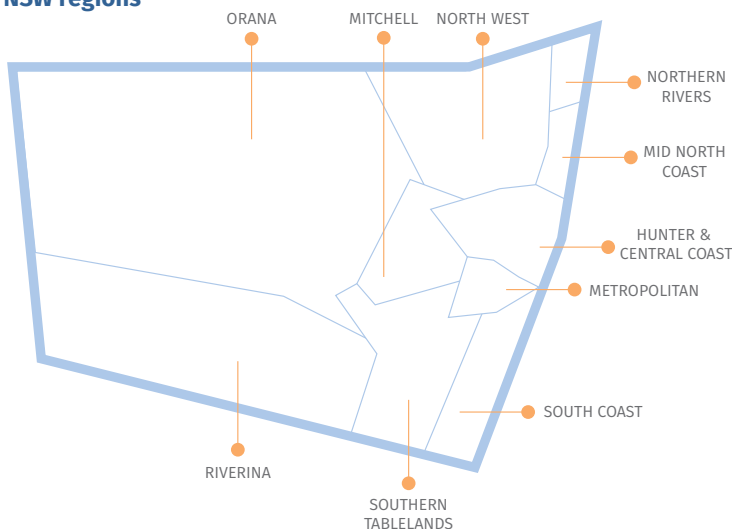 NSW regions
ORANA
MITCHELL
NORTH WEST
NORTHERN
RIVERS
MID NORTH
COAST
HUNTER &
CENTRAL COAST
METROPOLITAN
SOUTH COAST
RIVERINA
SOUTHERN
TABLELANDS